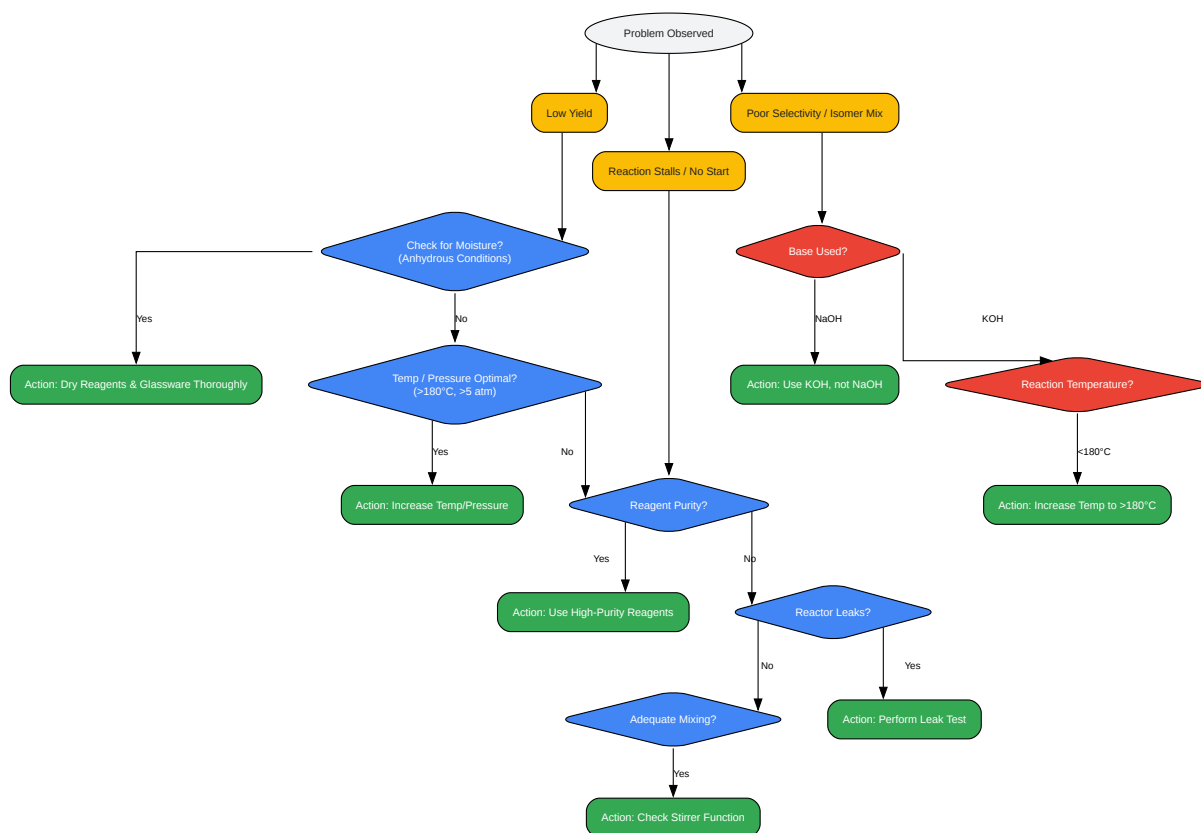 Problem Observed
Low Yield
Poor Selectivity / Isomer Mix
Reaction Stalls / No Start
Check for Moisture?
(Anhydrous Conditions)
Base Used?
Yes
No
NaOH
KOH
Action: Dry Reagents & Glassware Thoroughly
Temp / Pressure Optimal?
(>180°C, >5 atm)
Action: Use KOH, not NaOH
Reaction Temperature?
Yes
No
<180°C
Action: Increase Temp/Pressure
Reagent Purity?
Action: Increase Temp to >180°C
Yes
No
Action: Use High-Purity Reagents
Reactor Leaks?
No
Yes
Adequate Mixing?
Action: Perform Leak Test
Yes
Action: Check Stirrer Function